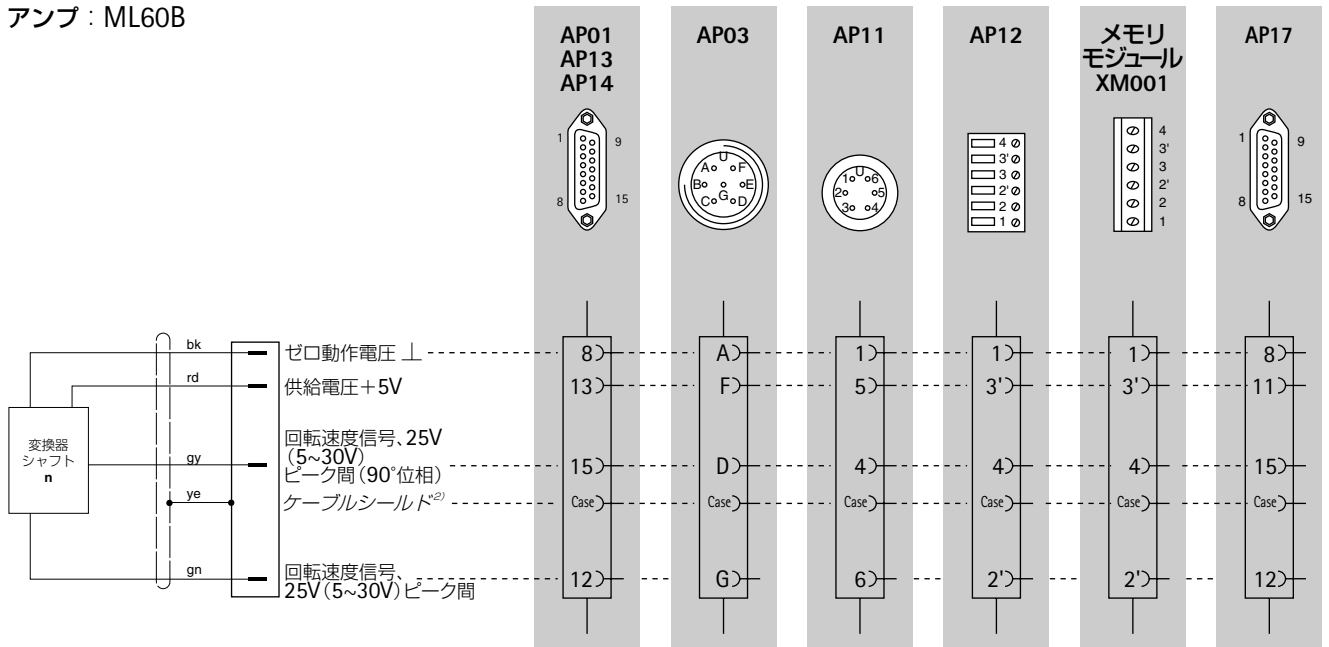 アンプ：ML60B
AP01
AP13
AP14
AP03
AP11
AP12
メモリ
モジュール
XM001
AP17
1
9
8
15
U
A
F
B
E
C
G
D
U
1
6
2
5
3
4
4
3'
3
2'
2
1
4
3'
3
2'
2
1
1
9
8
15
bk
ゼロ動作電圧 ⊥
8
A
1
1
1
8
rd
供給電圧＋5V
13
F
5
3'
3'
11
変換器
シャフト
n
gy
回転速度信号、25V
（5~30V）
ピーク間（90°位相）
15
D
4
4
4
15
ye
ケーブルシールド2)
Case
Case
Case
Case
Case
Case
gn
回転速度信号、
25V（5~30V）ピーク間
12
G
6
2'
2'
12